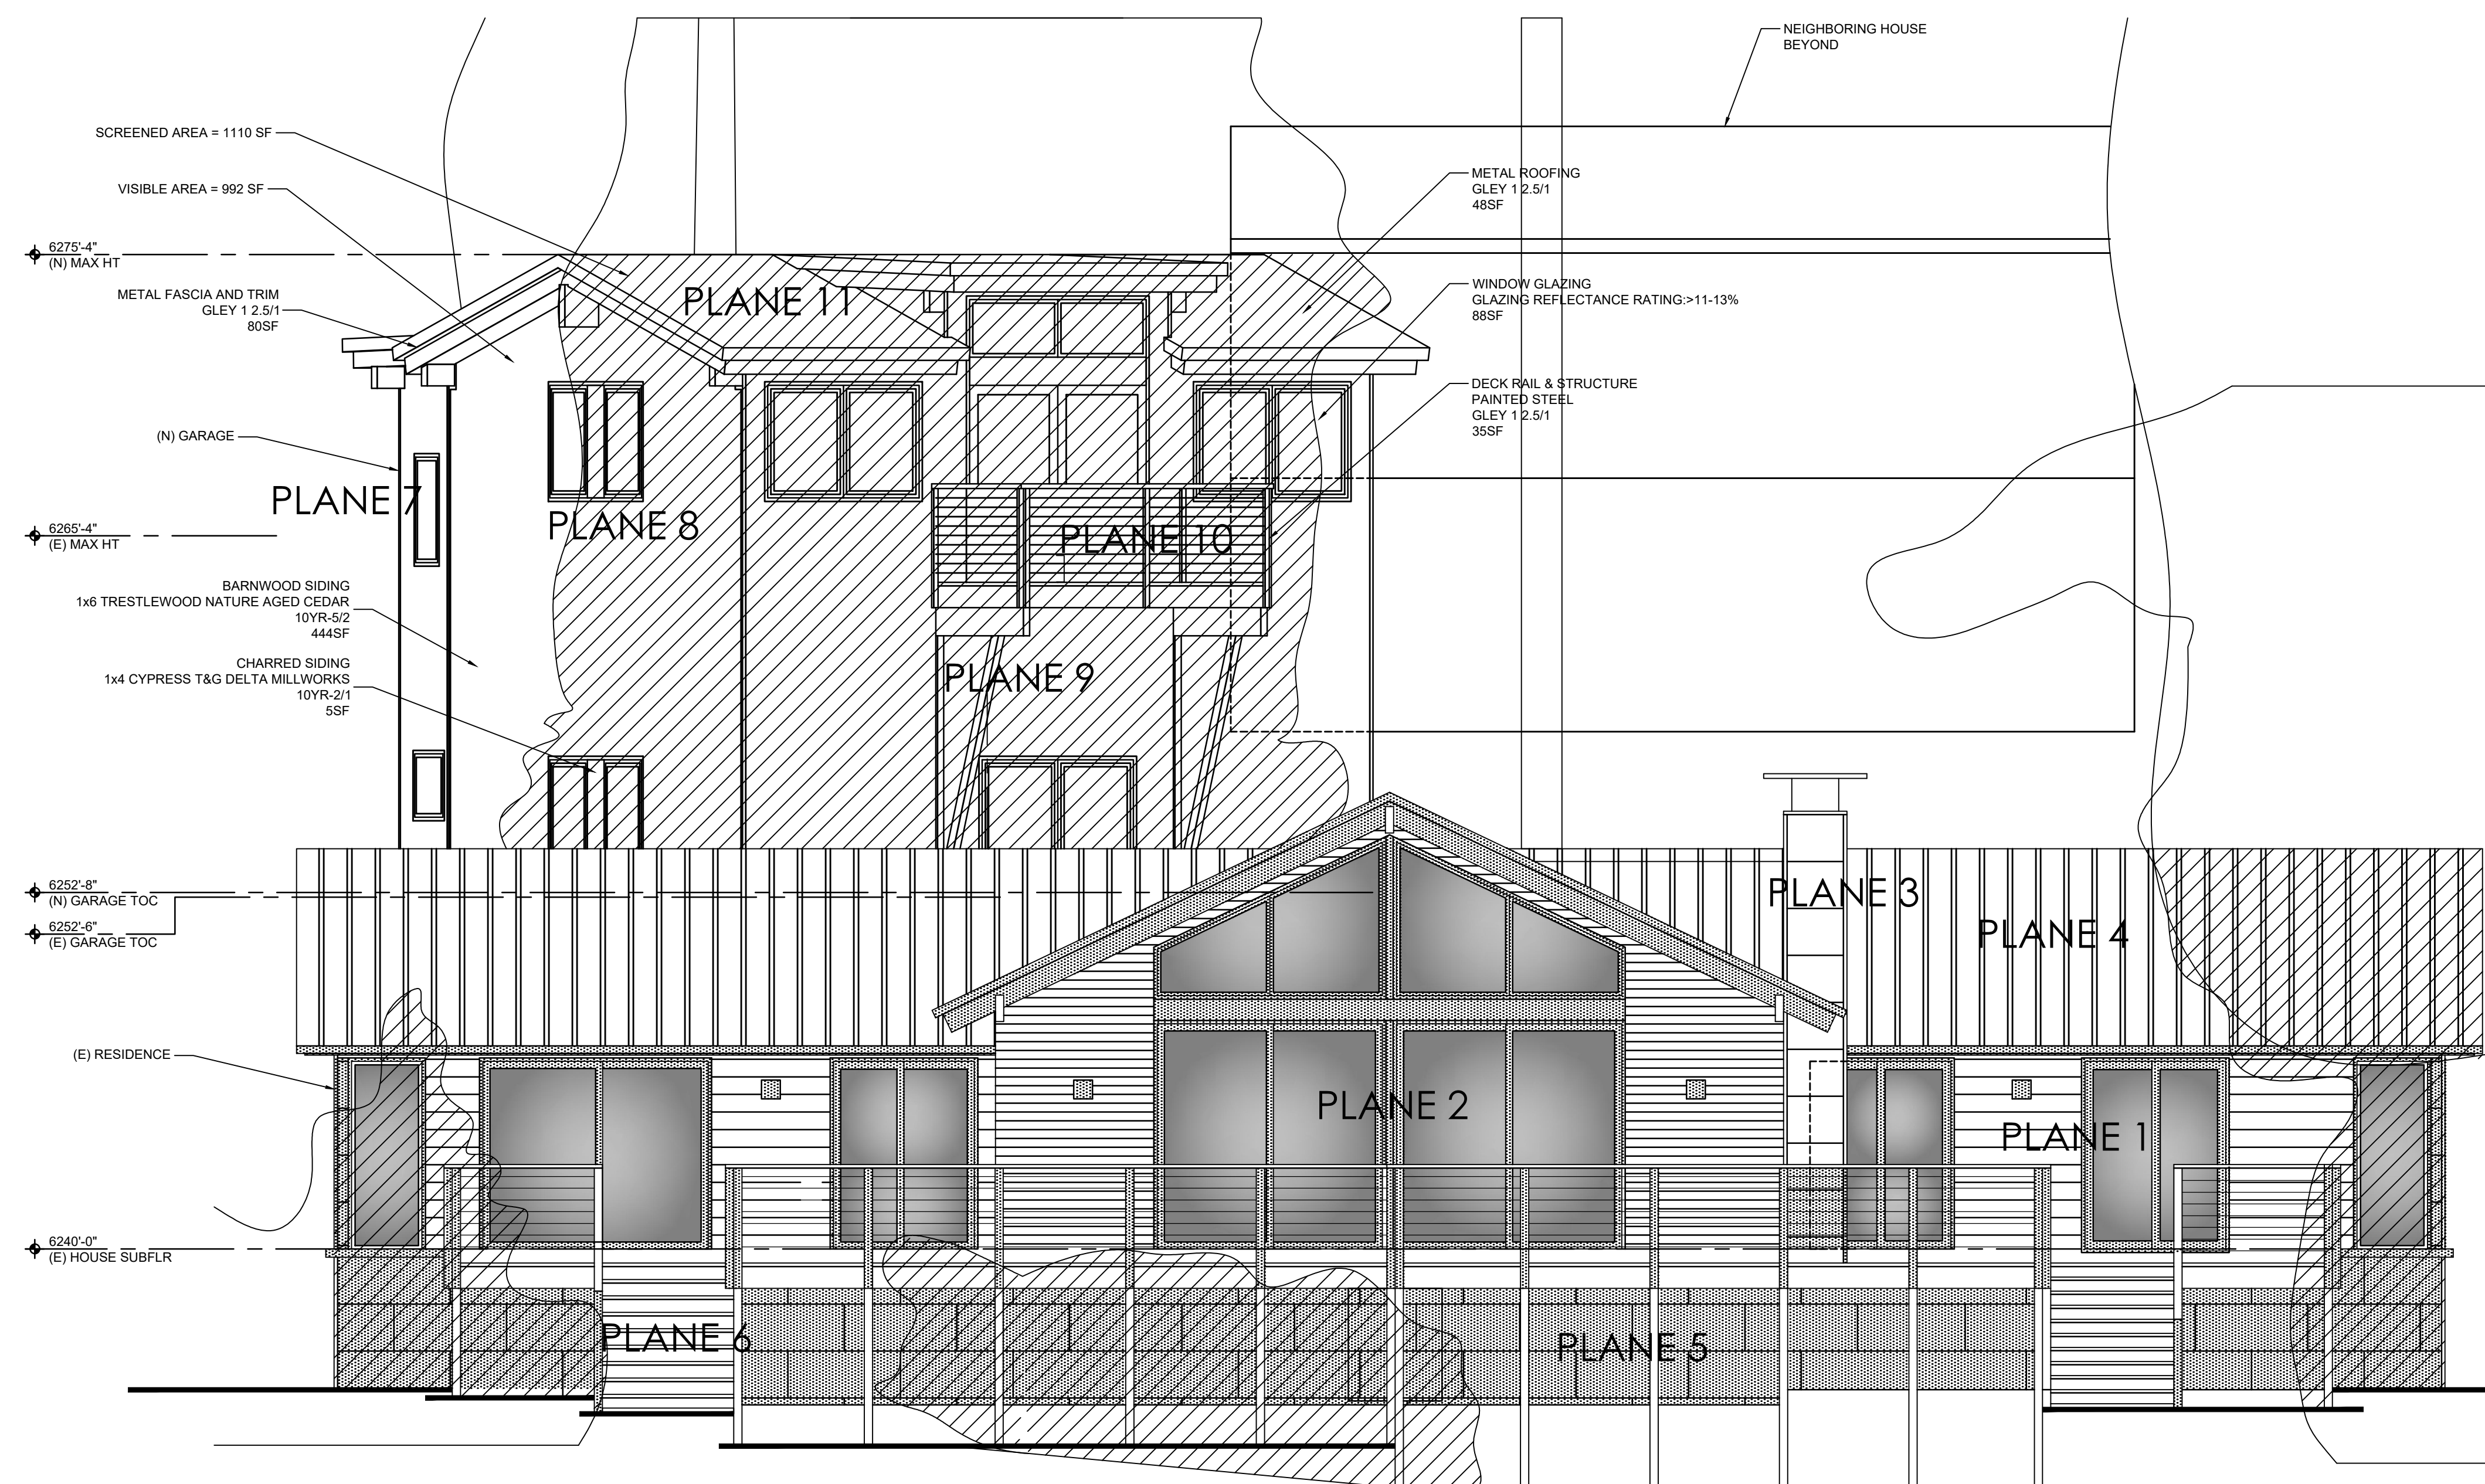 NEIGHBORING HOUSE
BEYOND
SCREENED AREA = 1110 SF
VISIBLE AREA = 992 SF
METAL ROOFING
GLEY 1 2.5/1
48SF
6275'-4"
(N) MAX HT
METAL FASCIA AND TRIM
GLEY 1 2.5/1
80SF
PLANE 11
WINDOW GLAZING
GLAZING REFLECTANCE RATING:>11-13%
88SF
DECK RAIL & STRUCTURE
PAINTED STEEL
GLEY 1 2.5/1
35SF
(N) GARAGE
PLANE 7
PLANE 8
PLANE 10
6265'-4"
(E) MAX HT
BARNWOOD SIDING
1x6 TRESTLEWOOD NATURE AGED CEDAR
10YR-5/2
444SF
CHARRED SIDING
1x4 CYPRESS T&G DELTA MILLWORKS
10YR-2/1
5SF
PLANE 9
6252'-8"
(N) GARAGE TOC
6252'-6"
(E) GARAGE TOC
PLANE 3
PLANE 4
(E) RESIDENCE
PLANE 2
PLANE 1
6240'-0"
(E) HOUSE SUBFLR
PLANE 6
PLANE 5